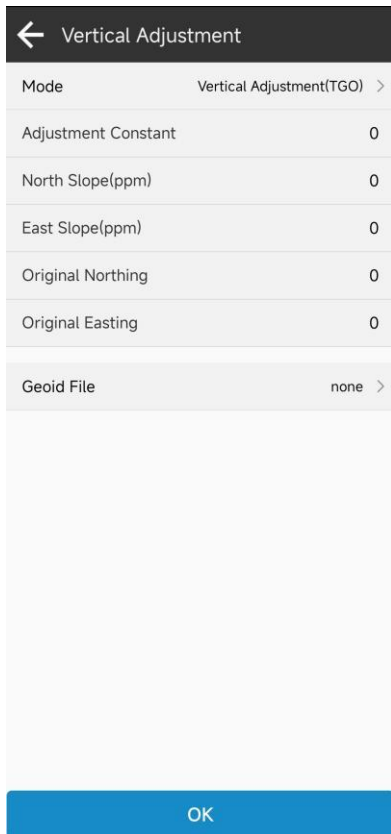 Vertical Adjustment
Mode Vertical Adjustment(TGO) >
Adjustment Constant 0
North Slope(ppm) 0
East Slope(ppm) 0
Original Northing 0
Original Easting 0
Geoid File none >
OK